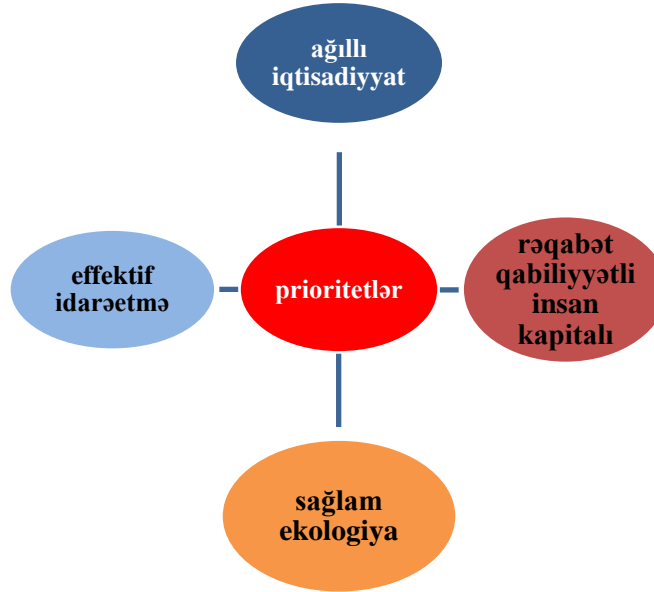 ağıllı
iqtisadiyyat
effektif
idarəetmə
prioritetlər
rəqabət
qabiliyyətli
insan
kapitalı
sağlam
ekologiya